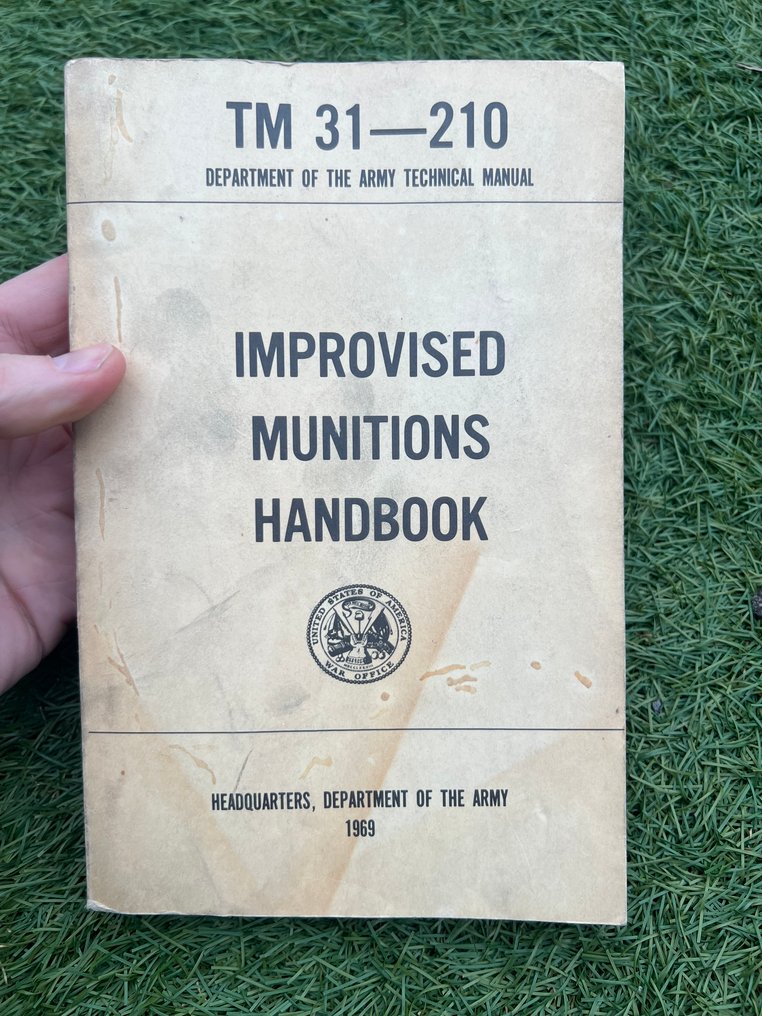 TM 31—210
DEPARTMENT OF THE ARMY TECHNICAL MANUAL
IMPROVISED
MUNITIONS
HANDBOOK
UNITED STATES OF AMERICA
WAR OFFICE
HEADQUARTERS, DEPARTMENT OF THE ARMY
1969